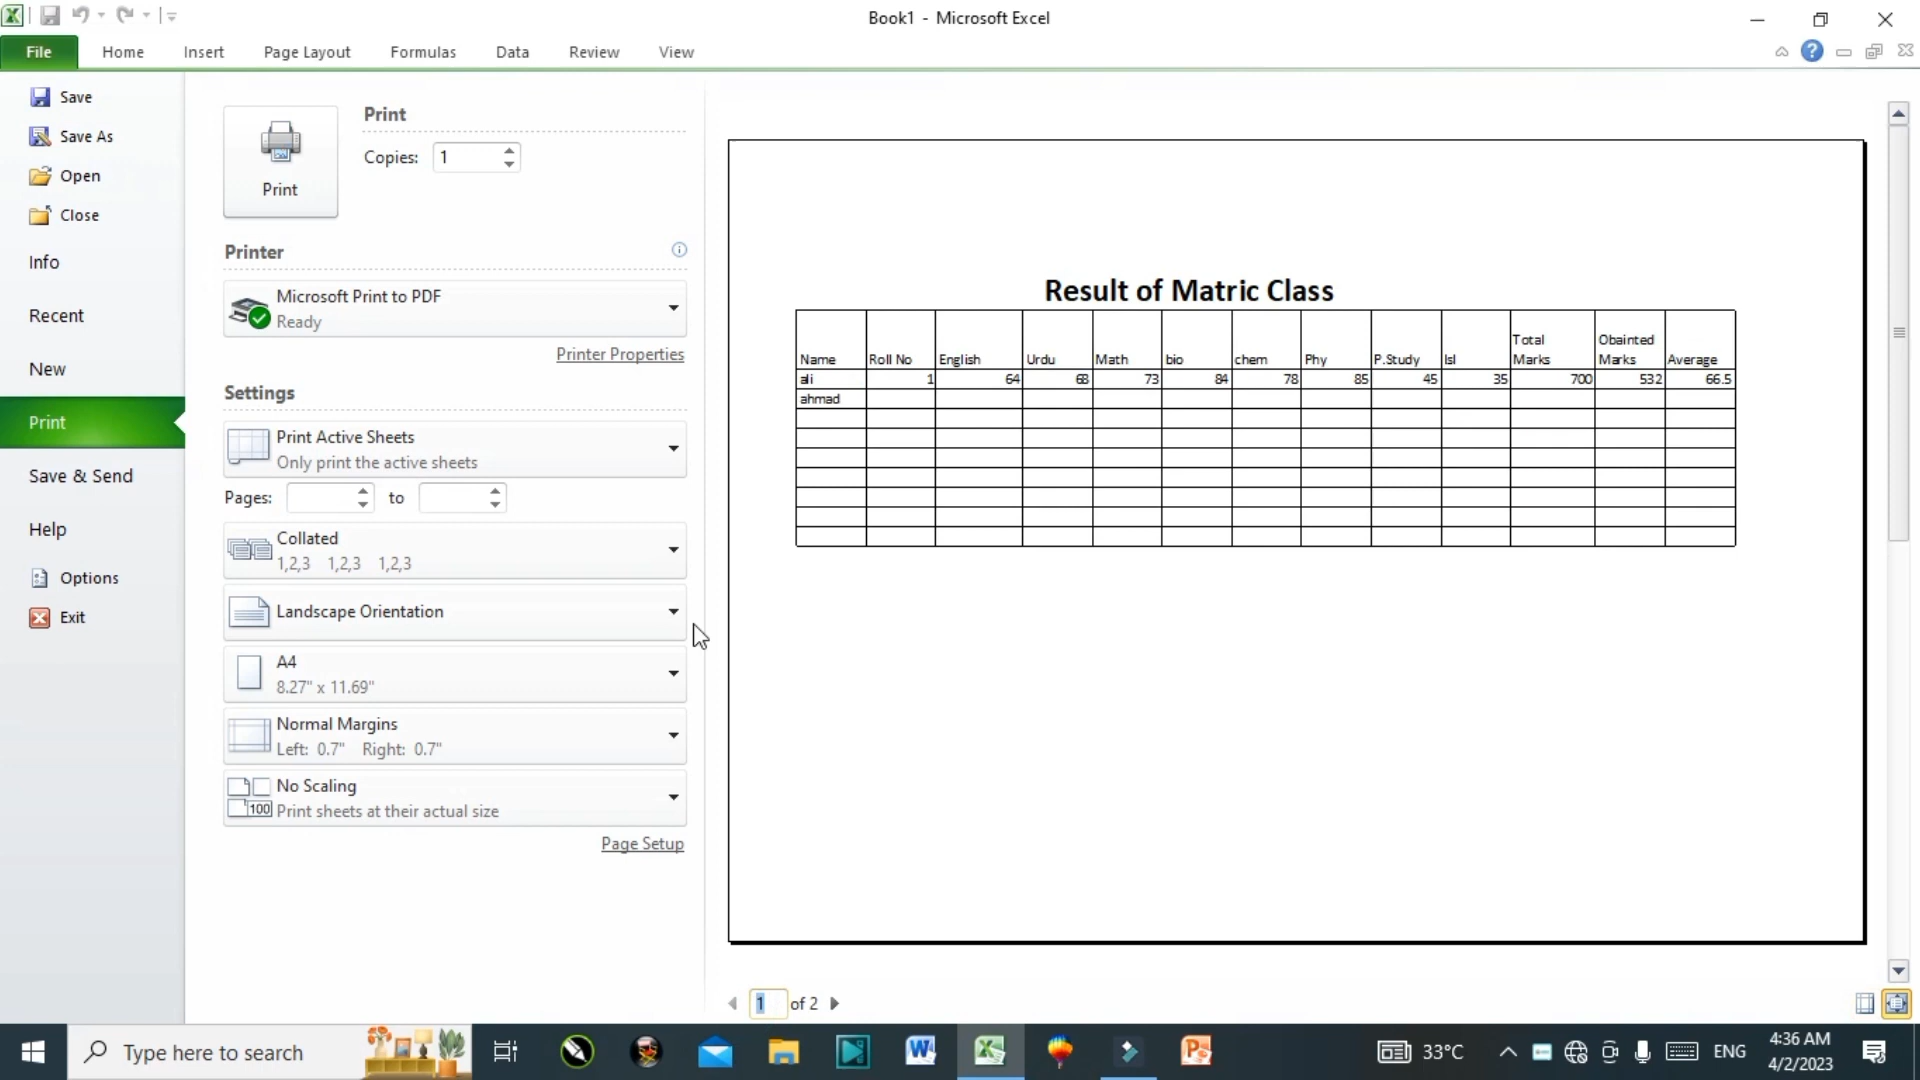 Book1 - Microsoft Excel
File Home Insert Page Layout Formulas Data Review View
Save
Save As
Open
Close
Info
Recent
New
Print
Save & Send
Help
Options
Exit
Print
Print
Copies: 1
Printer
Microsoft Print to PDF
Ready
Printer Properties
Settings
Print Active Sheets
Only print the active sheets
Pages: to
Collated
1,2,3 1,2,3 1,2,3
Landscape Orientation
A4
8.27" x 11.69"
Normal Margins
Left: 0.7" Right: 0.7"
No Scaling
100 Print sheets at their actual size
Page Setup
Result of Matric Class
Name Roll No English Urdu Math bio chem Phy P.Study Isl Total Marks Obainted Marks Average
ali 1 64 68 73 84 78 85 45 35 700 532 66.5
ahmad
1 of 2
Type here to search
33°C
ENG
4:36 AM
4/2/2023